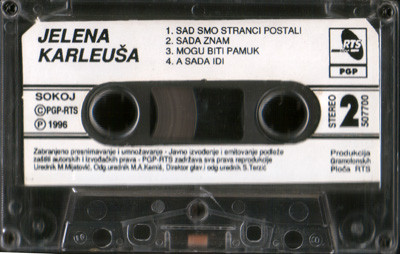 JELENA
KARLEUŠA
1. SAD SMO STRANCI POSTALI
2. SADA ZNAM
3. MOGU BITI PAMUK
4. A SADA IDI
RTS
PGP
SOKOJ
©PGP-RTS
Ⓟ 1996
STEREO
2
507700
Zabranjeno presnimavanje i umnožavanje - Javno izvođenje i emitovanje podleže
zaštiti autorskih i izvođačkih prava - PGP-RTS zadržava sva prava reprodukcije
Urednik M.Mijatović, Odg.urednik M.A. Direktor glav.i odg.urednik S.Terzić
Produkcija
Gramofonskih
Ploča RTS